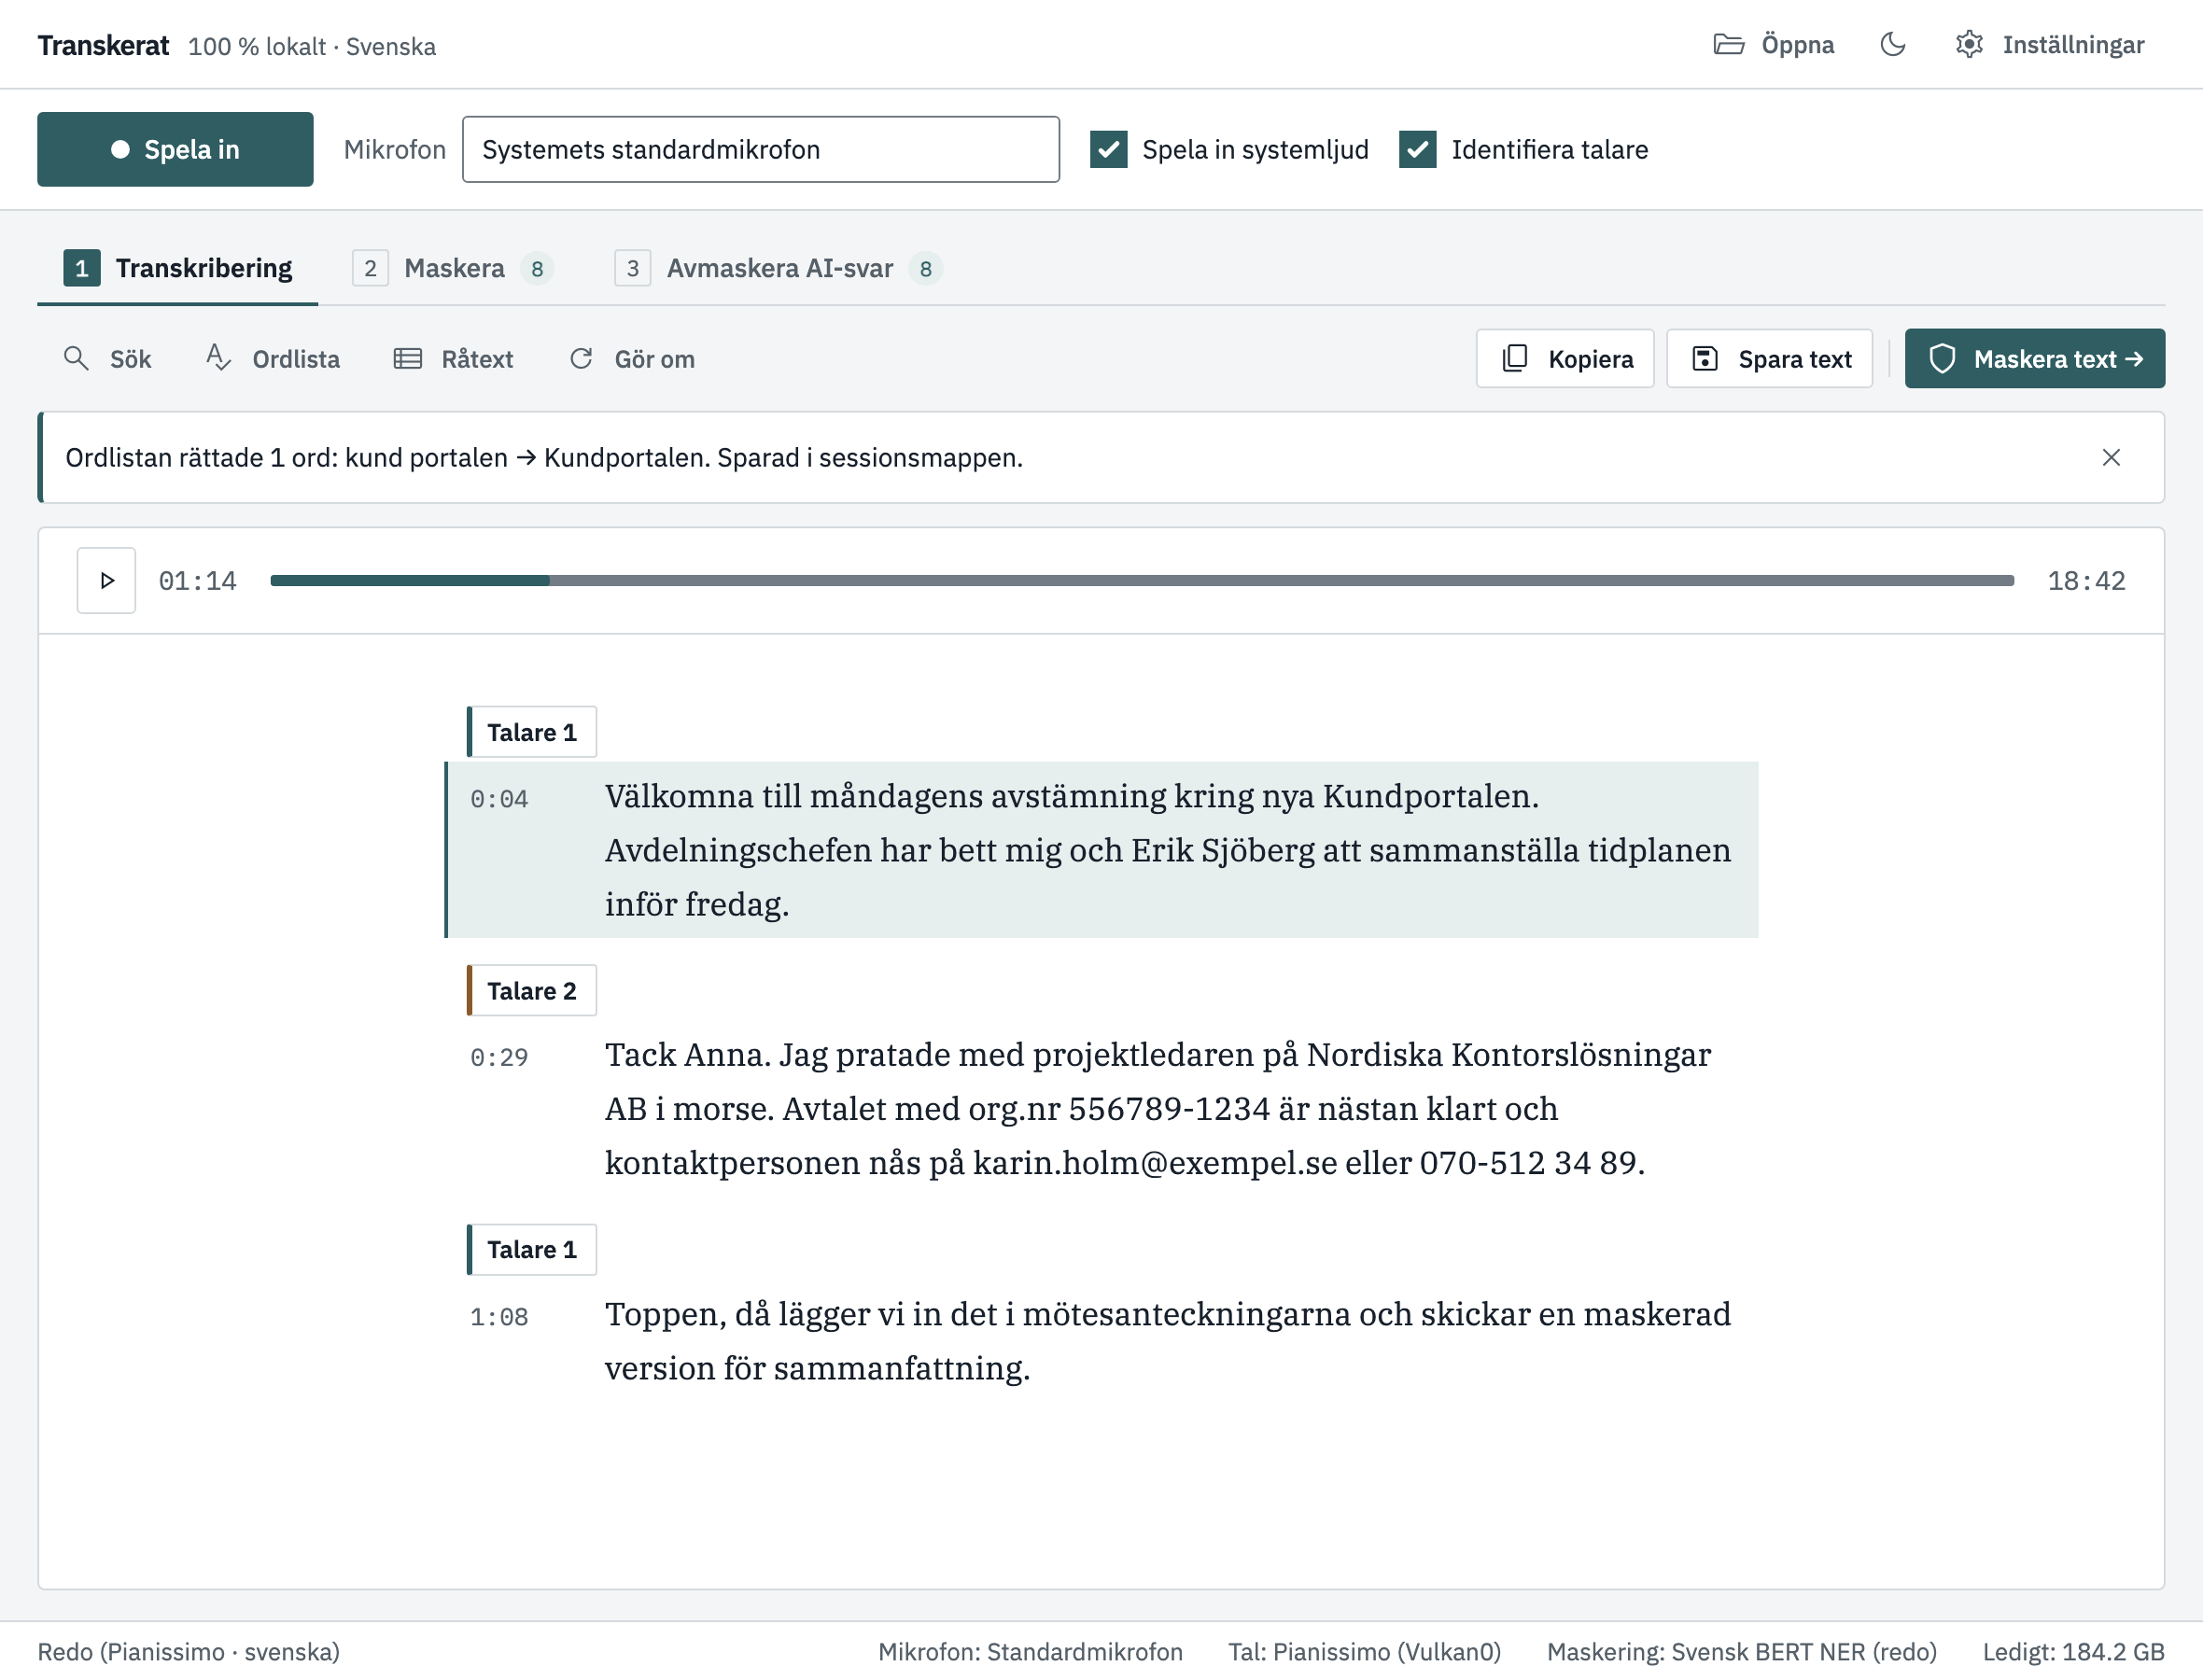 Transkerat 100 % lokalt · Svenska Öppna Inställningar
Spela in Mikrofon Systemets standardmikrofon Spela in systemljud Identifiera talare
1 Transkribering 2 Maskera 8 3 Avmaskera AI-svar 8
Sök Ordlista Råtext Gör om Kopiera Spara text Maskera text →
Ordlistan rättade 1 ord: kund portalen → Kundportalen. Sparad i sessionsmappen.
01:14 18:42
Talare 1
0:04 Välkomna till måndagens avstämning kring nya Kundportalen.
Avdelningschefen har bett mig och Erik Sjöberg att sammanställa tidplanen
inför fredag.
Talare 2
0:29 Tack Anna. Jag pratade med projektledaren på Nordiska Kontorslösningar
AB i morse. Avtalet med org.nr 556789-1234 är nästan klart och
kontaktpersonen nås på karin.holm@exempel.se eller 070-512 34 89.
Talare 1
1:08 Toppen, då lägger vi in det i mötesanteckningarna och skickar en maskerad
version för sammanfattning.
Redo (Pianissimo · svenska) Mikrofon: Standardmikrofon Tal: Pianissimo (Vulkan0) Maskering: Svensk BERT NER (redo) Ledigt: 184.2 GB